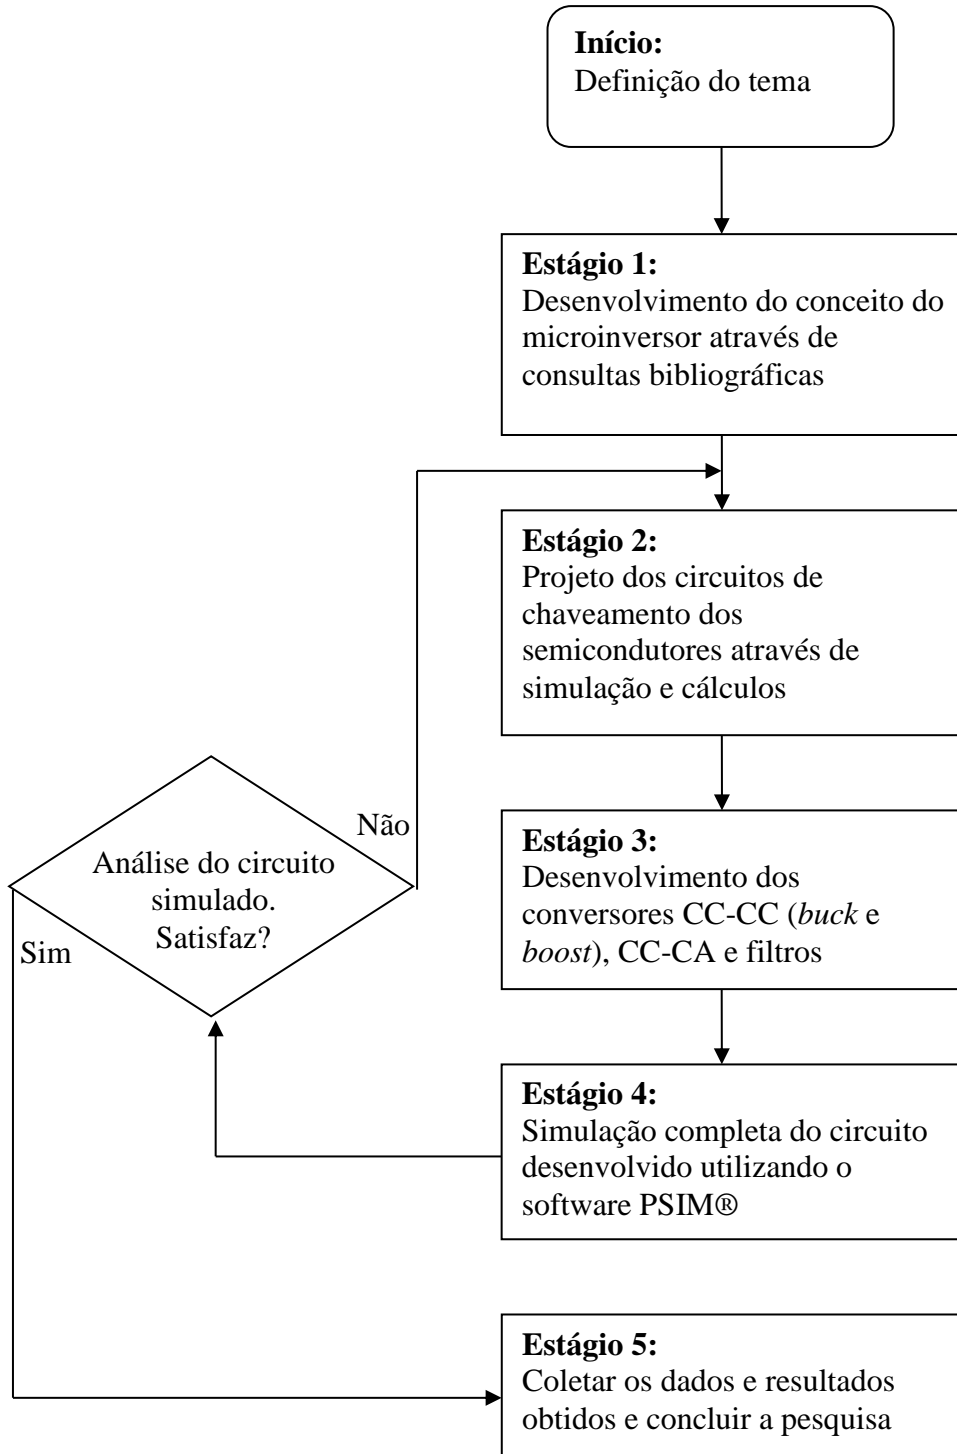 Início:
Definição do tema
Estágio 1:
Desenvolvimento do conceito do
microinversor através de
consultas bibliográficas
Estágio 2:
Projeto dos circuitos de
chaveamento dos
semicondutores através de
simulação e cálculos
Não
Análise do circuito
simulado.
Satisfaz?
Sim
Estágio 3:
Desenvolvimento dos
conversores CC-CC (buck e
boost), CC-CA e filtros
Estágio 4:
Simulação completa do circuito
desenvolvido utilizando o
software PSIM®
Estágio 5:
Coletar os dados e resultados
obtidos e concluir a pesquisa